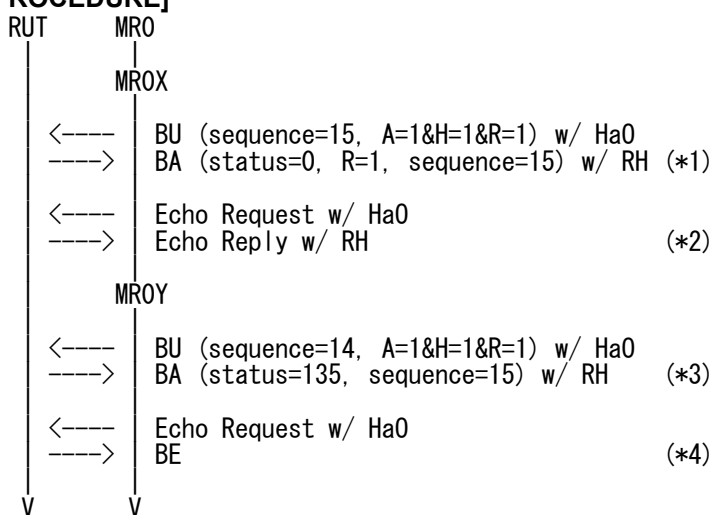 ROCEDURE]
RUT MR0
MR0X
<---- BU (sequence=15, A=1&H=1&R=1) w/ HaO
----> BA (status=0, R=1, sequence=15) w/ RH (*1)
<---- Echo Request w/ HaO
----> Echo Reply w/ RH (*2)
MR0Y
<---- BU (sequence=14, A=1&H=1&R=1) w/ HaO
----> BA (status=135, sequence=15) w/ RH (*3)
<---- Echo Request w/ HaO
----> BE (*4)
V V